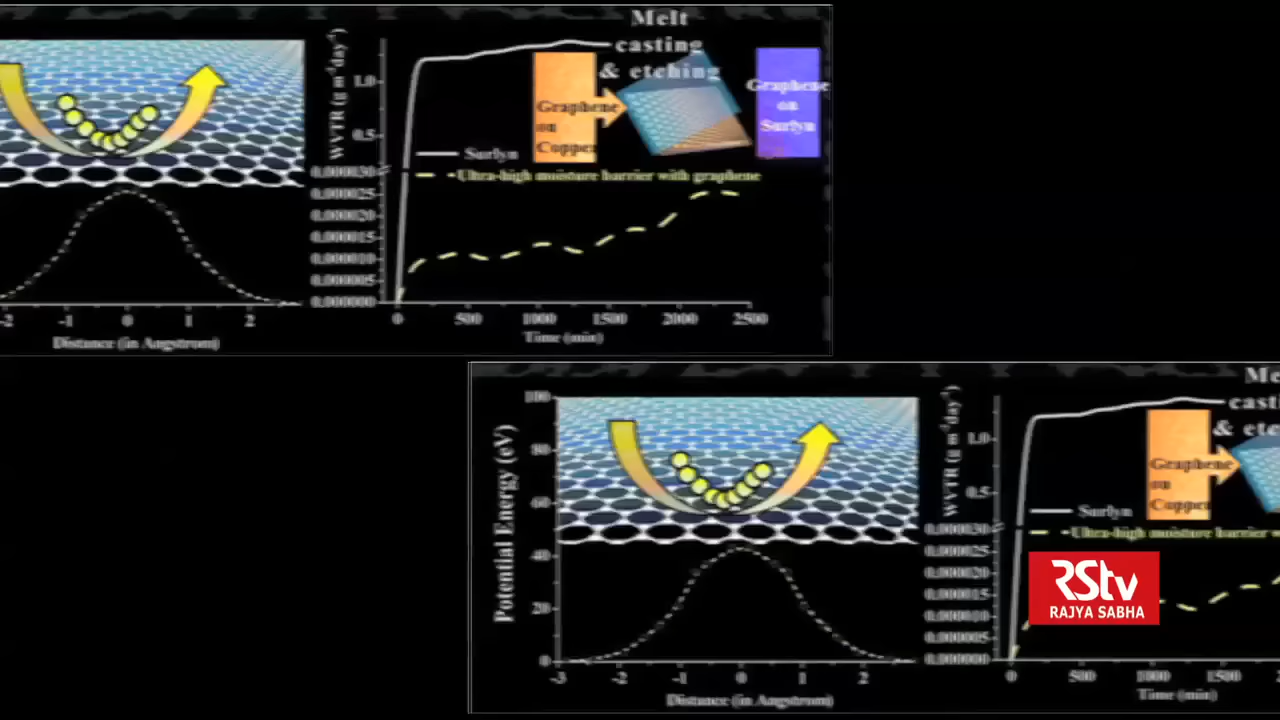 Melt
casting
& etching
WVTR (g m⁻²day⁻¹)
1.0
0.5
0.000030
0.000025
0.000020
0.000015
0.000010
0.000005
0.000000
Graphene
on
Copper
Graphene
on
Surlyn
Surlyn
Ultra-high moisture barrier with graphene
-2 -1 0 1 2
Distance (in Angstrom)
0 500 1000 1500 2000 2500
Time (min)
100
80
60
40
20
0
Potential Energy (eV)
-3 -2 -1 0 1 2
Distance (in Angstrom)
Me
casti
& etc
WVTR (g m⁻²day⁻¹)
1.0
0.5
0.000030
0.000025
0.000020
0.000015
0.000010
0.000005
0.000000
Graphene
on
Copper
Surlyn
Ultra-high moisture barrier w
0 500 1000 1500
Time (min)
RStv
RAJYA SABHA